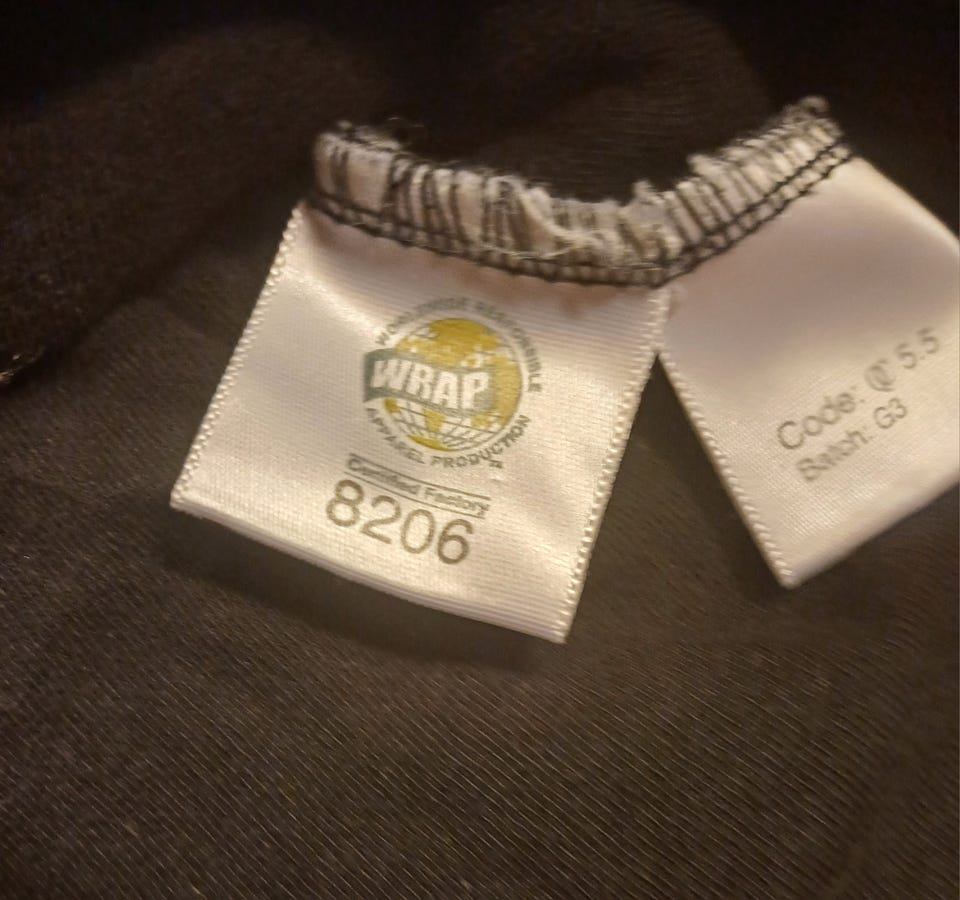 WORLDWIDE RESPONSIBLE
WRAP
APPAREL PRODUCTION
Certified Factory
8206
Code: 5.5
Batch: G3